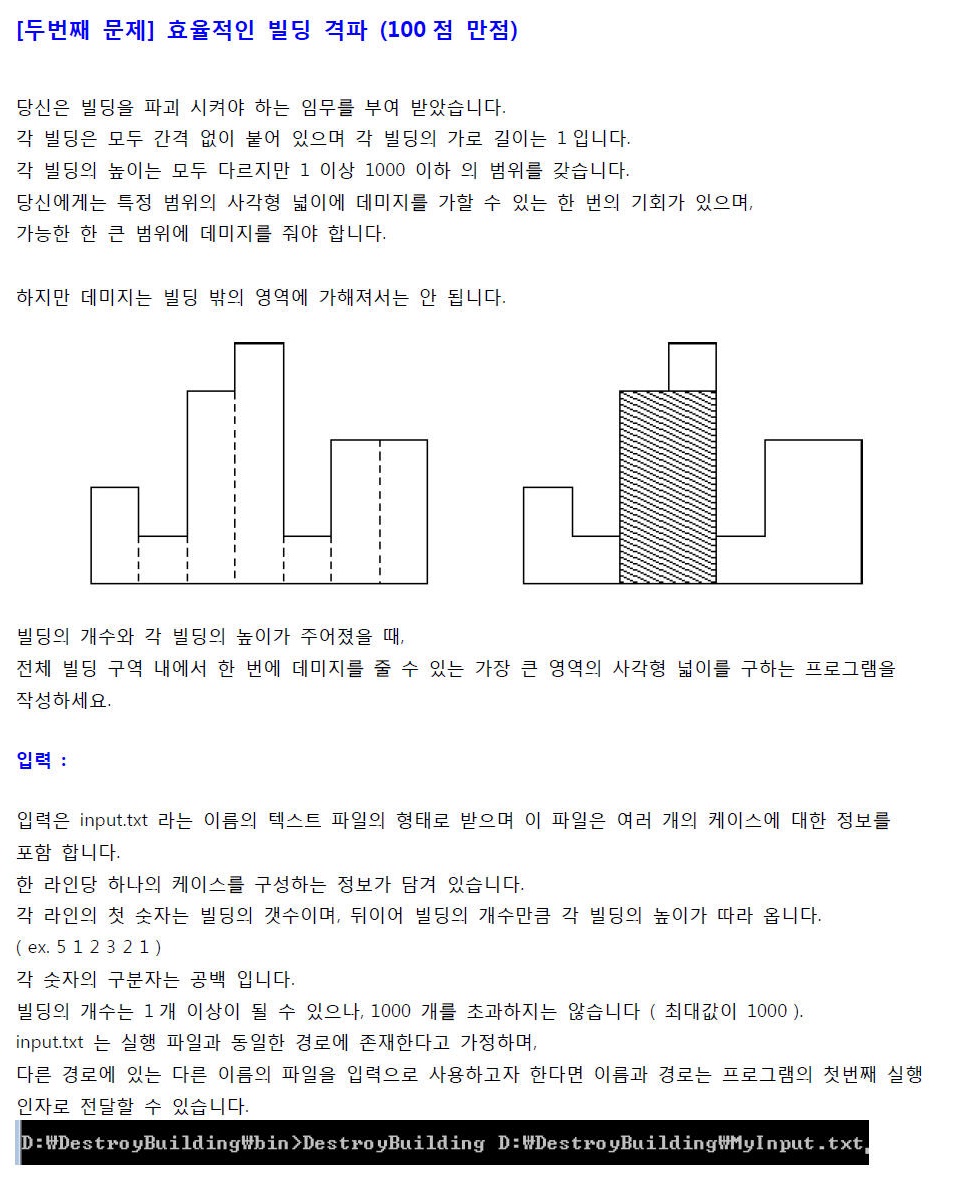 [두번째 문제] 효율적인 빌딩 격파 (100점 만점)
당신은 빌딩을 파괴 시켜야 하는 임무를 부여 받았습니다.
각 빌딩은 모두 간격 없이 붙어 있으며 각 빌딩의 가로 길이는 1입니다.
각 빌딩의 높이는 모두 다르지만 1 이상 1000 이하 의 범위를 갖습니다.
당신에게는 특정 범위의 사각형 넓이에 데미지를 가할 수 있는 한 번의 기회가 있으며,
가능한 한 큰 범위에 데미지를 줘야 합니다.
하지만 데미지는 빌딩 밖의 영역에 가해져서는 안 됩니다.
빌딩의 개수와 각 빌딩의 높이가 주어졌을 때,
전체 빌딩 구역 내에서 한 번에 데미지를 줄 수 있는 가장 큰 영역의 사각형 넓이를 구하는 프로그램을
작성하세요.
입력 :
입력은 input.txt 라는 이름의 텍스트 파일의 형태로 받으며 이 파일은 여러 개의 케이스에 대한 정보를
포함 합니다.
한 라인당 하나의 케이스를 구성하는 정보가 담겨 있습니다.
각 라인의 첫 숫자는 빌딩의 갯수이며, 뒤이어 빌딩의 개수만큼 각 빌딩의 높이가 따라 옵니다.
( ex. 5 1 2 3 2 1 )
각 숫자의 구분자는 공백 입니다.
빌딩의 개수는 1개 이상이 될 수 있으나, 1000 개를 초과하지는 않습니다 ( 최대값이 1000 ).
input.txt 는 실행 파일과 동일한 경로에 존재한다고 가정하며,
다른 경로에 있는 다른 이름의 파일을 입력으로 사용하고자 한다면 이름과 경로는 프로그램의 첫번째 실행
인자로 전달할 수 있습니다.
D:₩DestroyBuilding₩bin>DestroyBuilding D:₩DestroyBuilding₩MyInput.txt